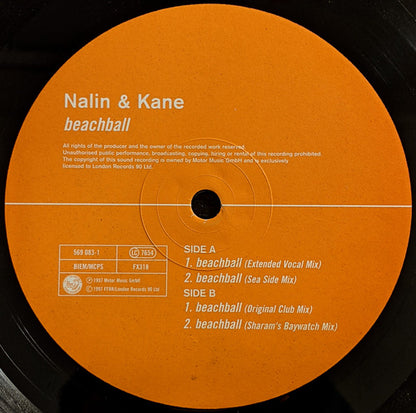 Nalin & Kane
beachball
All rights of the producer and the owner of the recorded work reserved.
Unauthorised public performance, broadcasting, copying, hiring or rental of this recording prohibited.
The copyright of this sound recording is owned by Motor Music GmbH and is exclusively
licensed to London Records 90 Ltd.
569 083-1
LC 7654
BIEM/MCPS
FX318
℗ 1997 Motor Music GmbH
© 1997 FFRR/London Records 90 Ltd
SIDE A
1. beachball (Extended Vocal Mix)
2. beachball (Sea Side Mix)
SIDE B
1. beachball (Original Club Mix)
2. beachball (Sharam's Baywatch Mix)